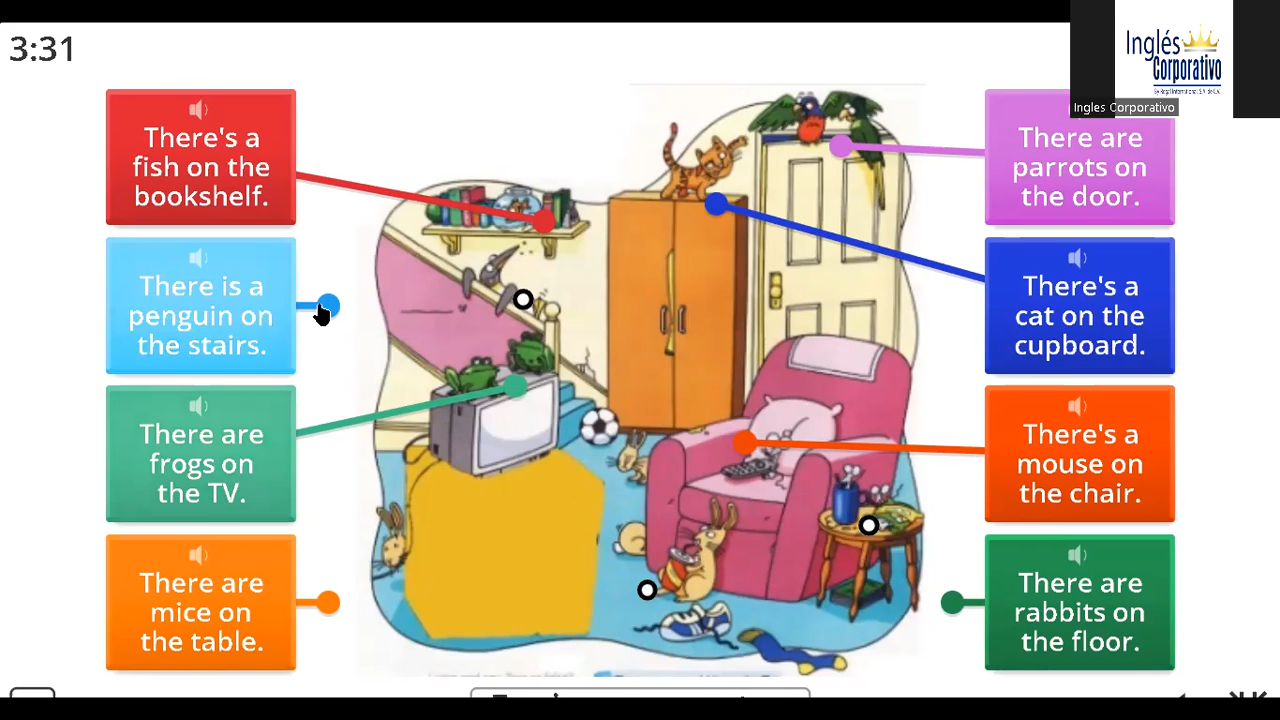 3:31
Inglés
Corporativo
Ingles Corporativo
There's a
fish on the
bookshelf.
There are
parrots on
the door.
There is a
penguin on
the stairs.
There's a
cat on the
cupboard.
There are
frogs on
the TV.
There's a
mouse on
the chair.
There are
mice on
the table.
There are
rabbits on
the floor.